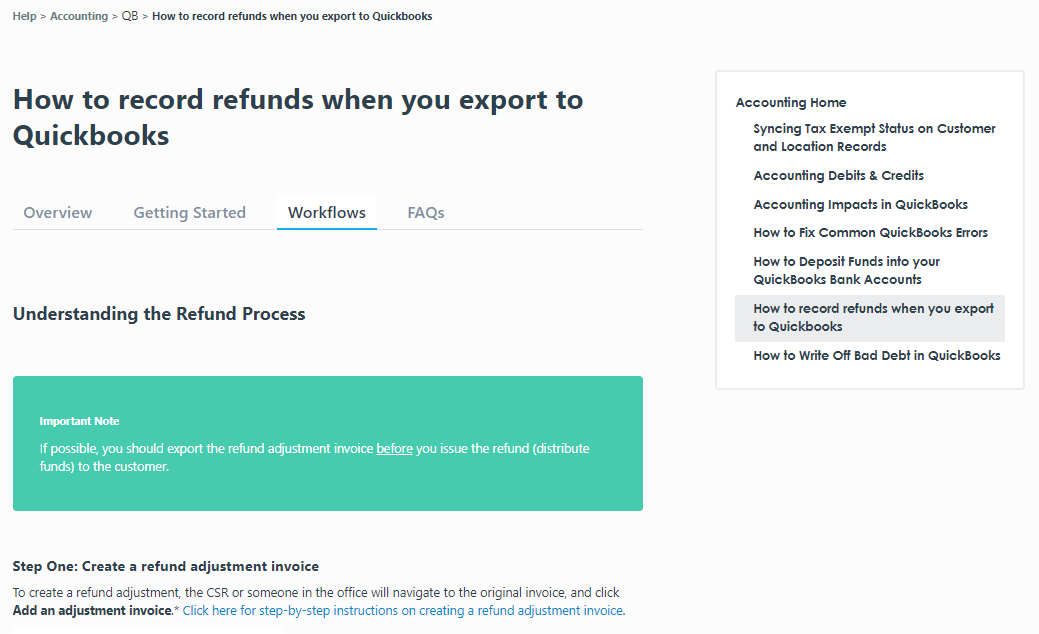 Help > Accounting > QB > How to record refunds when you export to Quickbooks
How to record refunds when you export to
Quickbooks
Overview Getting Started Workflows FAQs
Understanding the Refund Process
Important Note
If possible, you should export the refund adjustment invoice before you issue the refund (distribute
funds) to the customer.
Step One: Create a refund adjustment invoice
To create a refund adjustment, the CSR or someone in the office will navigate to the original invoice, and click
Add an adjustment invoice.* Click here for step-by-step instructions on creating a refund adjustment invoice.
Accounting Home
Syncing Tax Exempt Status on Customer
and Location Records
Accounting Debits & Credits
Accounting Impacts in QuickBooks
How to Fix Common QuickBooks Errors
How to Deposit Funds into your
QuickBooks Bank Accounts
How to record refunds when you export
to Quickbooks
How to Write Off Bad Debt in QuickBooks